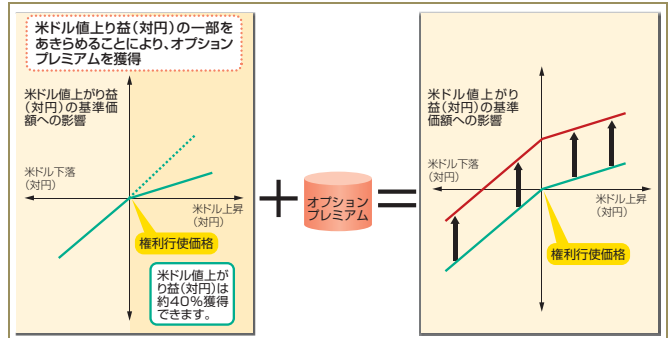 米ドル値上り益(対円)の一部を
あきらめることにより、オプション
プレミアムを獲得
米ドル値上がり益
(対円)の基準価
額への影響
米ドル下落
(対円)
米ドル上昇
(対円)
権利行使価格
米ドル値上が
り益(対円)は
約40%獲得
できます。
オプション
プレミアム
米ドル値上がり
益(対円)の基準
価額への影響
米ドル下落
(対円)
米ドル上昇
(対円)
権利行使価格